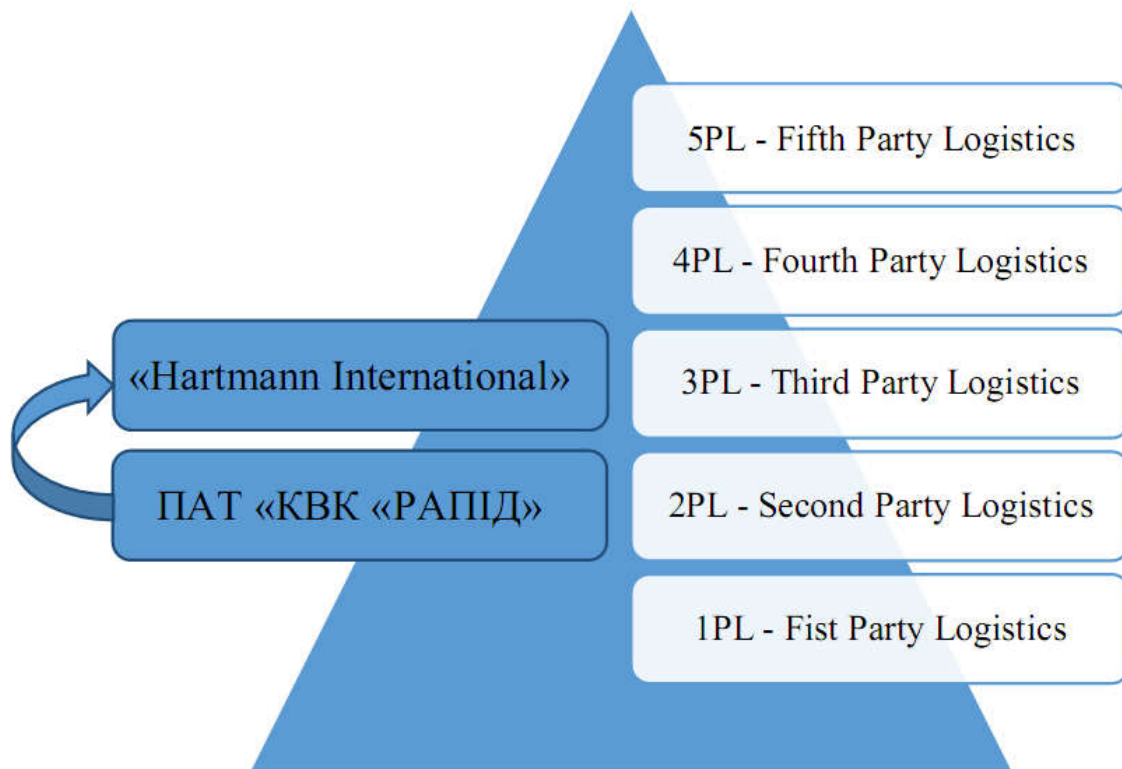 5PL - Fifth Party Logistics
4PL - Fourth Party Logistics
«Hartmann International»
3PL - Third Party Logistics
ПАТ «КВК «РАПІД»
2PL - Second Party Logistics
1PL - Fist Party Logistics